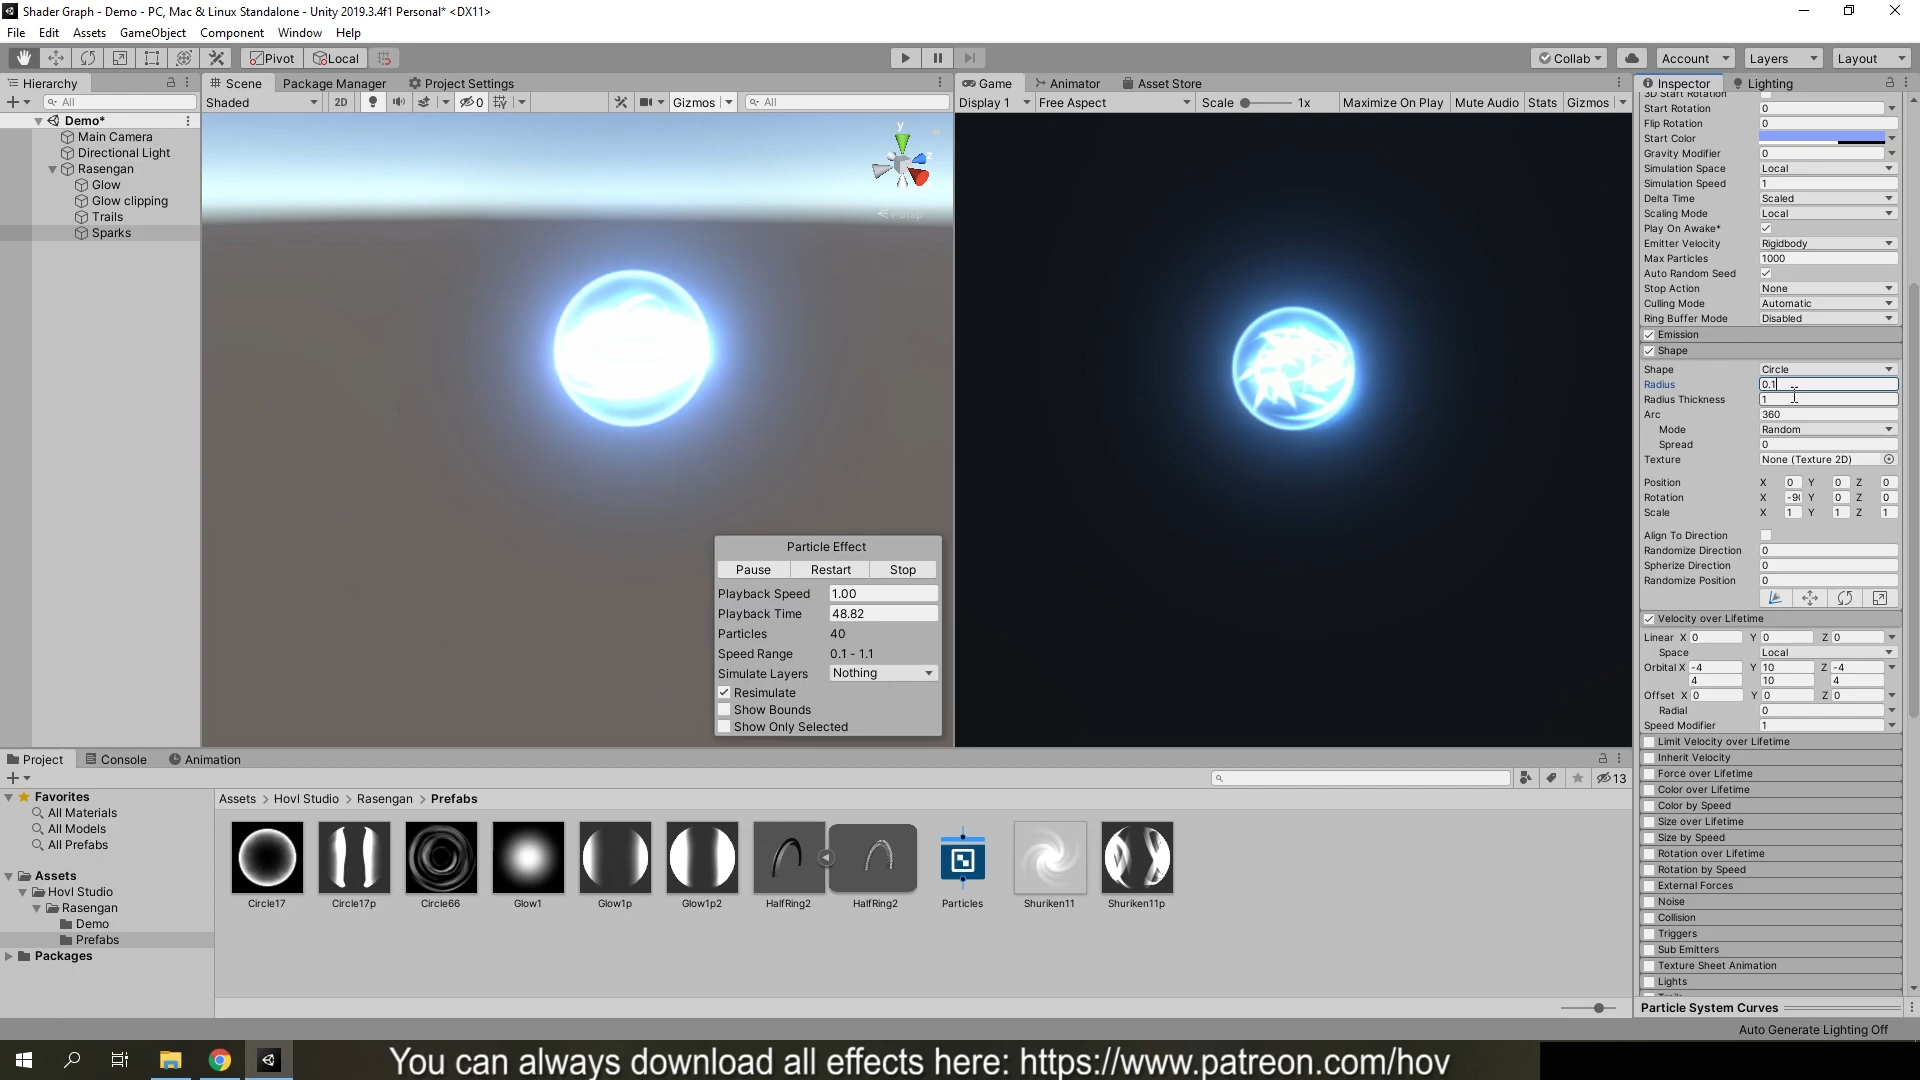 Shader Graph - Demo - PC, Mac & Linux Standalone - Unity 2019.3.4f1 Personal* <DX11>
File Edit Assets GameObject Component Window Help
Pivot Local Collab Account Layers Layout
Hierarchy
All
Demo*
Main Camera
Directional Light
Rasengan
Glow
Glow clipping
Trails
Sparks
Scene Package Manager Project Settings
Shaded 2D 0 Gizmos All
y
z
Persp
Particle Effect
Pause Restart Stop
Playback Speed 1.00
Playback Time 48.82
Particles 40
Speed Range 0.1 - 1.1
Simulate Layers Nothing
Resimulate
Show Bounds
Show Only Selected
Game Animator Asset Store
Display 1 Free Aspect Scale 1x Maximize On Play Mute Audio Stats Gizmos
Inspector Lighting
3D Start Rotation
Start Rotation 0
Flip Rotation 0
Start Color
Gravity Modifier 0
Simulation Space Local
Simulation Speed 1
Delta Time Scaled
Scaling Mode Local
Play On Awake*
Emitter Velocity Rigidbody
Max Particles 1000
Auto Random Seed
Stop Action None
Culling Mode Automatic
Ring Buffer Mode Disabled
Emission
Shape
Shape Circle
Radius 0.1
Radius Thickness 1
Arc 360
Mode Random
Spread 0
Texture None (Texture 2D)
Position X 0 Y 0 Z 0
Rotation X Y 0 Z 0
Scale X 1 Y 1 Z 1
Align To Direction
Randomize Direction 0
Spherize Direction 0
Randomize Position 0
Velocity over Lifetime
Linear X 0 Y 0 Z 0
Space Local
Orbital X -4 Y 10 Z -4
4 10 4
Offset X 0 Y 0 Z 0
Radial 0
Speed Modifier 1
Limit Velocity over Lifetime
Inherit Velocity
Force over Lifetime
Color over Lifetime
Color by Speed
Size over Lifetime
Size by Speed
Rotation over Lifetime
Rotation by Speed
External Forces
Noise
Collision
Triggers
Sub Emitters
Texture Sheet Animation
Lights
Particle System Curves
Auto Generate Lighting Off
Project Console Animation
13
Favorites
All Materials
All Models
All Prefabs
Assets
Hovl Studio
Rasengan
Demo
Prefabs
Packages
Assets > Hovl Studio > Rasengan > Prefabs
Circle17 Circle17p Circle66 Glow1 Glow1p Glow1p2 HalfRing2 HalfRing2 Particles Shuriken11 Shuriken11p
You can always download all effects here: https://www.patreon.com/hov